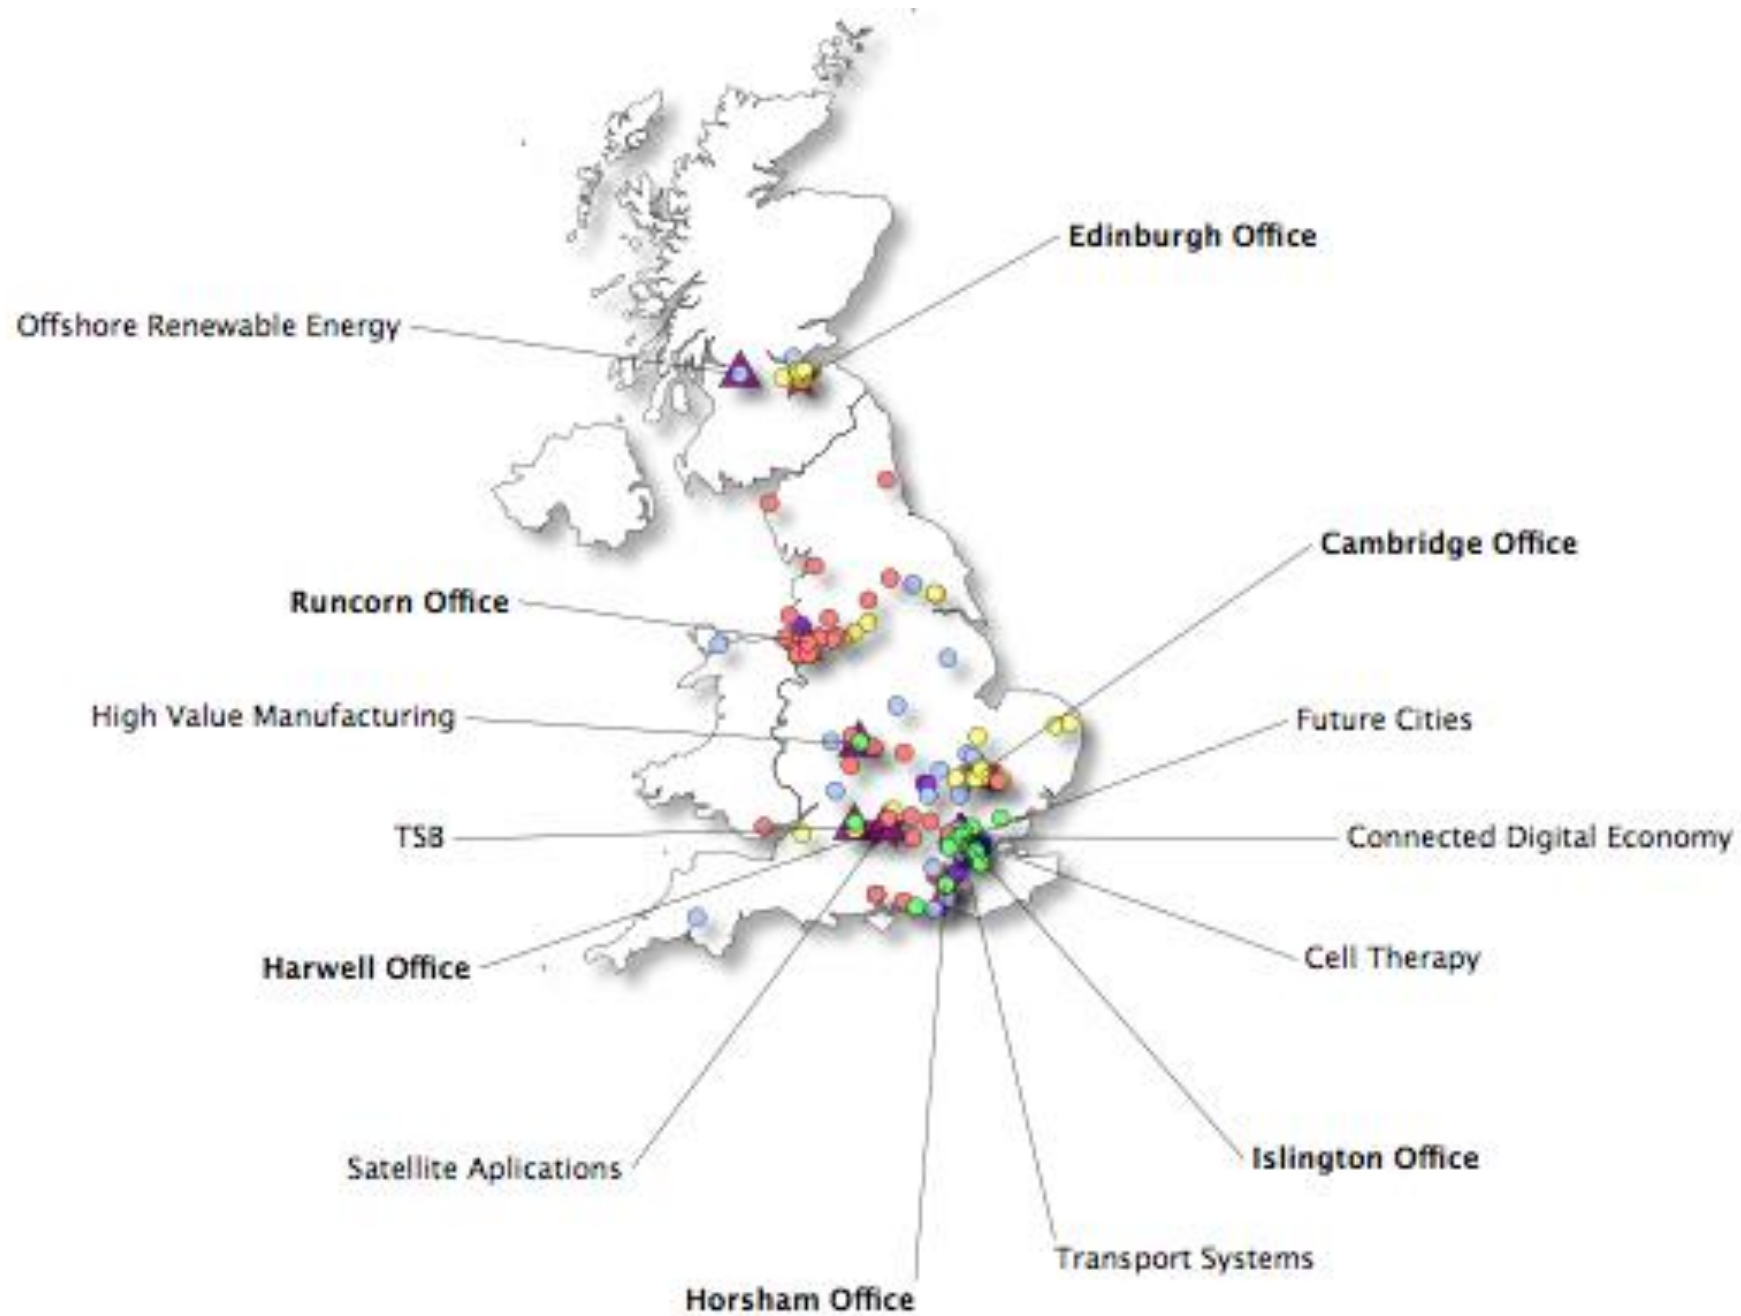 Edinburgh Office
Offshore Renewable Energy
Cambridge Office
Runcorn Office
High Value Manufacturing
Future Cities
TSB
Connected Digital Economy
Cell Therapy
Harwell Office
Islington Office
Satellite Aplications
Transport Systems
Horsham Office